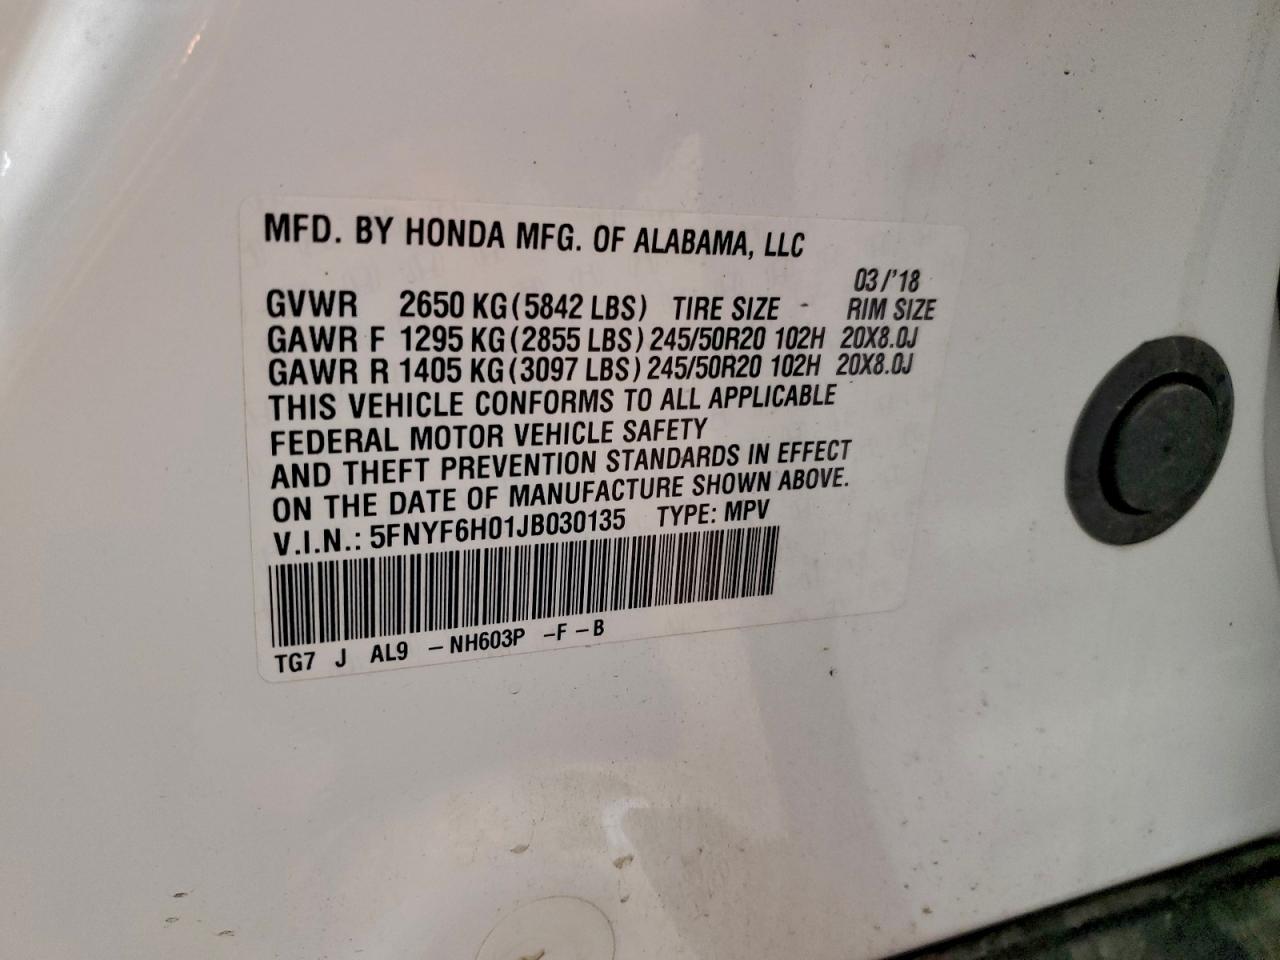 MFD. BY HONDA MFG. OF ALABAMA, LLC
03/'18
GVWR 2650 KG(5842 LBS) TIRE SIZE - RIM SIZE
GAWR F 1295 KG(2855 LBS) 245/50R20 102H 20X8.0J
GAWR R 1405 KG(3097 LBS) 245/50R20 102H 20X8.0J
THIS VEHICLE CONFORMS TO ALL APPLICABLE
FEDERAL MOTOR VEHICLE SAFETY
AND THEFT PREVENTION STANDARDS IN EFFECT
ON THE DATE OF MANUFACTURE SHOWN ABOVE.
V.I.N.: 5FNYF6H01JB030135 TYPE: MPV
TG7 J AL9 -NH603P -F-B